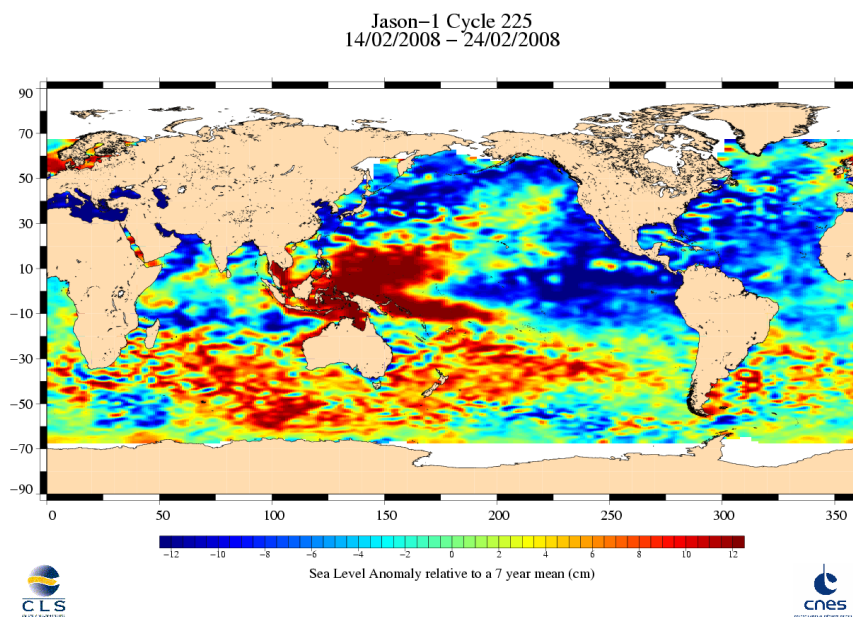 Jason−1 Cycle 225
14/02/2008 − 24/02/2008
90
70
50
30
10
−10
−30
−50
−70
−90
0 50 100 150 200 250 300 350
−12 −10 −8 −6 −4 −2 0 2 4 6 8 10 12
Sea Level Anomaly relative to a 7 year mean (cm)
CLS
cnes